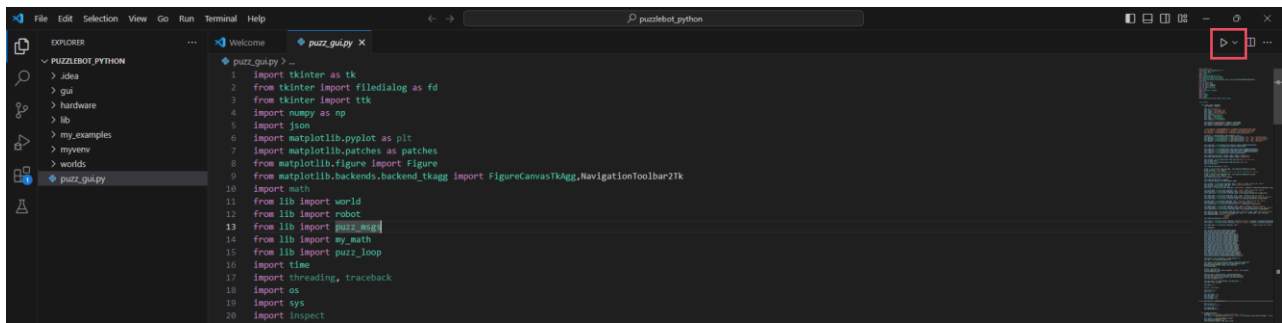 File Edit Selection View Go Run Terminal Help
puzzlebot_python
EXPLORER
Welcome
puzz_gui.py
PUZZLEBOT_PYTHON
puzz_gui.py > ...
.idea
gui
hardware
lib
my_examples
myvenv
worlds
puzz_gui.py
1
1 import tkinter as tk
2 from tkinter import filedialog as fd
3 from tkinter import ttk
4 import numpy as np
5 import json
6 import matplotlib.pyplot as plt
7 import matplotlib.patches as patches
8 from matplotlib.figure import Figure
9 from matplotlib.backends.backend_tkagg import FigureCanvasTkAgg,NavigationToolbar2Tk
10 import math
11 from lib import world
12 from lib import robot
13 from lib import puzz_msgs
14 from lib import my_math
15 from lib import puzz_loop
16 import time
17 import threading, traceback
18 import os
19 import sys
20 import inspect